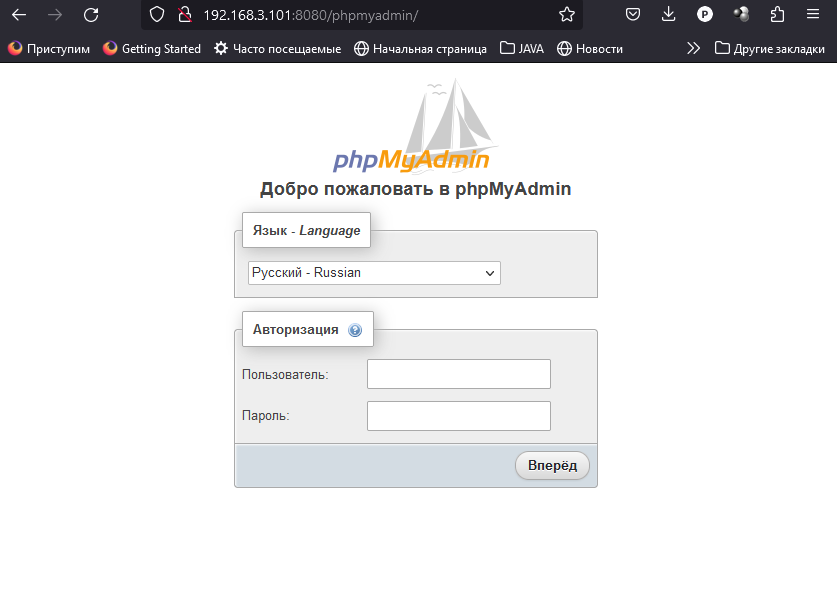 192.168.3.101:8080/phpmyadmin/
Приступим Getting Started Часто посещаемые Начальная страница JAVA Новости Другие закладки
phpMyAdmin
Добро пожаловать в phpMyAdmin
Язык - Language
Русский - Russian
Авторизация
Пользователь:
Пароль:
Вперёд